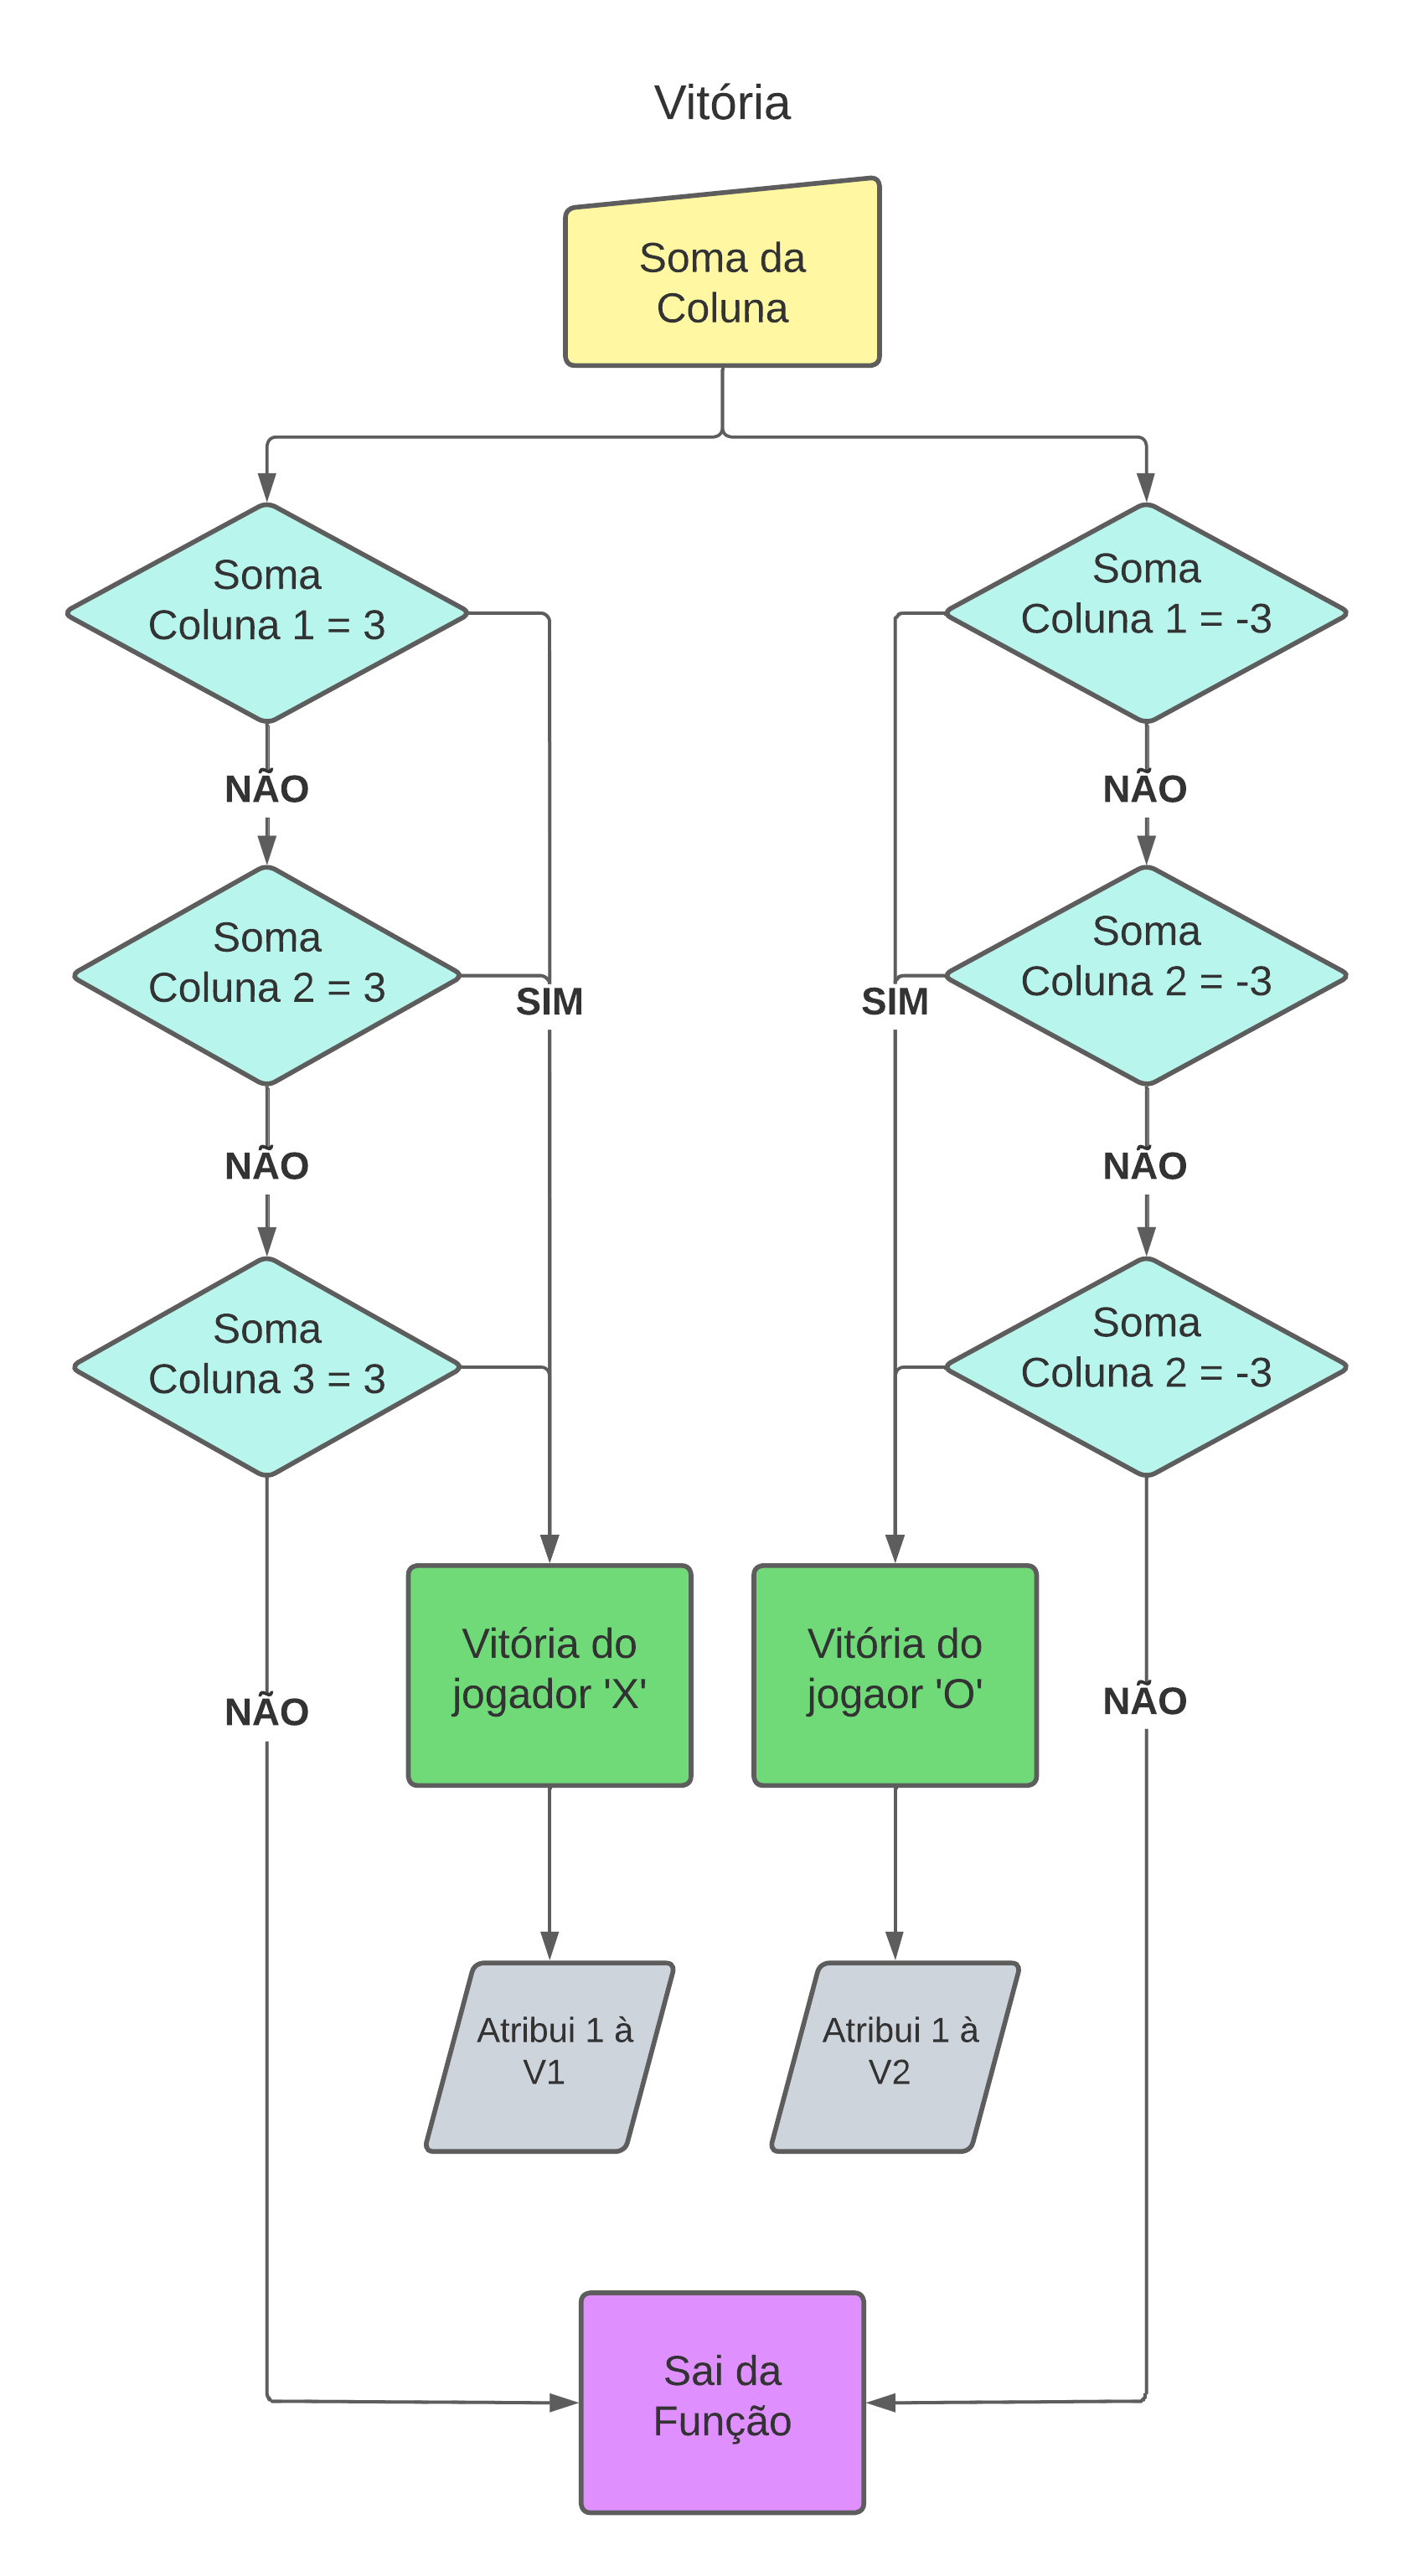 Vitória
Soma da
Coluna
Soma
Coluna 1 = 3
Soma
Coluna 1 = -3
NÃO
NÃO
Soma
Coluna 2 = 3
Soma
Coluna 2 = -3
SIM
SIM
NÃO
NÃO
Soma
Coluna 3 = 3
Soma
Coluna 2 = -3
Vitória do
jogador 'X'
Vitória do
jogaor 'O'
NÃO
NÃO
Atribui 1 à
V1
Atribui 1 à
V2
Sai da
Função